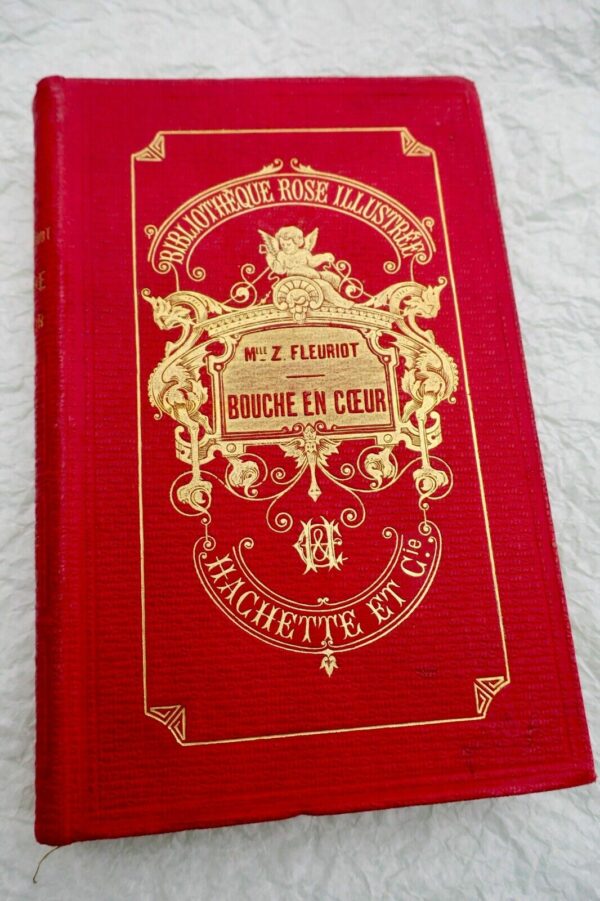 BIBLIOTHÈQUE ROSE ILLUSTRÉE
MLLE Z. FLEURIOT
BOUCHE EN CŒUR
H&C
HACHETTE ET Cie.